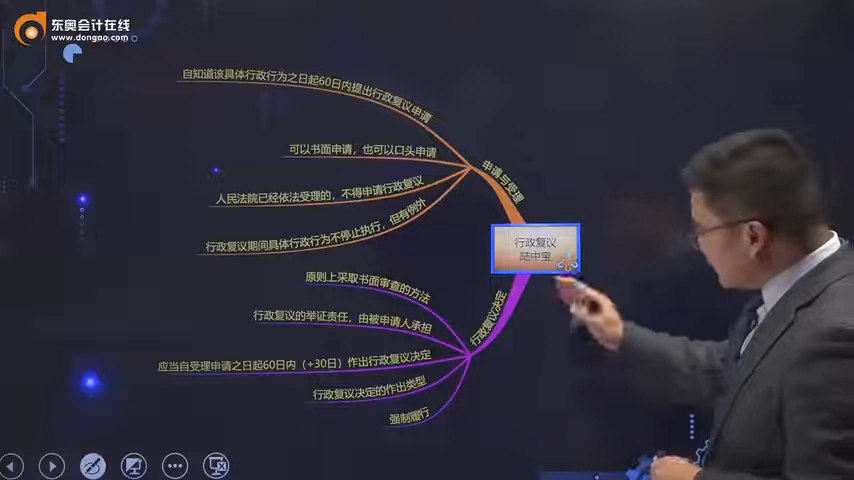 东奥会计在线
www.dongao.com
自知道该具体行政行为之日起60日内提出行政复议申请
可以书面申请，也可以口头申请
人民法院已经依法受理的，不得申请行政复议
行政复议期间具体行政行为不停止执行，但有例外
申请与受理
行政复议
陆中宝
原则上采取书面审查的方法
行政复议的举证责任，由被申请人承担
应当自受理申请之日起60日内（+30日）作出行政复议决定
行政复议决定的作出类型
强制履行
行政复议决定